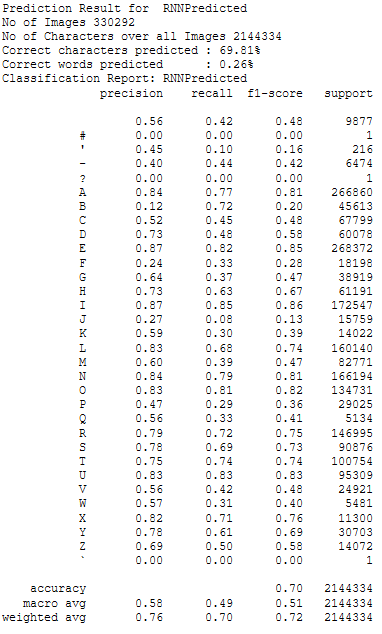 Prediction Result for  RNNPredicted
No of Images 330292
No of Characters over all Images 2144334
Correct characters predicted : 69.81%
Correct words predicted      : 0.26%
Classification Report: RNNPredicted
precision recall f1-score support
0.56 0.42 0.48 9877
# 0.00 0.00 0.00 1
' 0.45 0.10 0.16 216
- 0.40 0.44 0.42 6474
? 0.00 0.00 0.00 1
A 0.84 0.77 0.81 266860
B 0.12 0.72 0.20 45613
C 0.52 0.45 0.48 67799
D 0.73 0.48 0.58 60078
E 0.87 0.82 0.85 268372
F 0.24 0.33 0.28 18198
G 0.64 0.37 0.47 38919
H 0.73 0.63 0.67 61191
I 0.87 0.85 0.86 172547
J 0.27 0.08 0.13 15759
K 0.59 0.30 0.39 14022
L 0.83 0.68 0.74 160140
M 0.60 0.39 0.47 82771
N 0.84 0.79 0.81 166194
O 0.83 0.81 0.82 134731
P 0.47 0.29 0.36 29025
Q 0.56 0.33 0.41 5134
R 0.79 0.72 0.75 146995
S 0.78 0.69 0.73 90876
T 0.75 0.74 0.74 100754
U 0.83 0.83 0.83 95309
V 0.56 0.42 0.48 24921
W 0.57 0.31 0.40 5481
X 0.82 0.71 0.76 11300
Y 0.78 0.61 0.69 30703
Z 0.69 0.50 0.58 14072
` 0.00 0.00 0.00 1
accuracy 0.70 2144334
macro avg 0.58 0.49 0.51 2144334
weighted avg 0.76 0.70 0.72 2144334